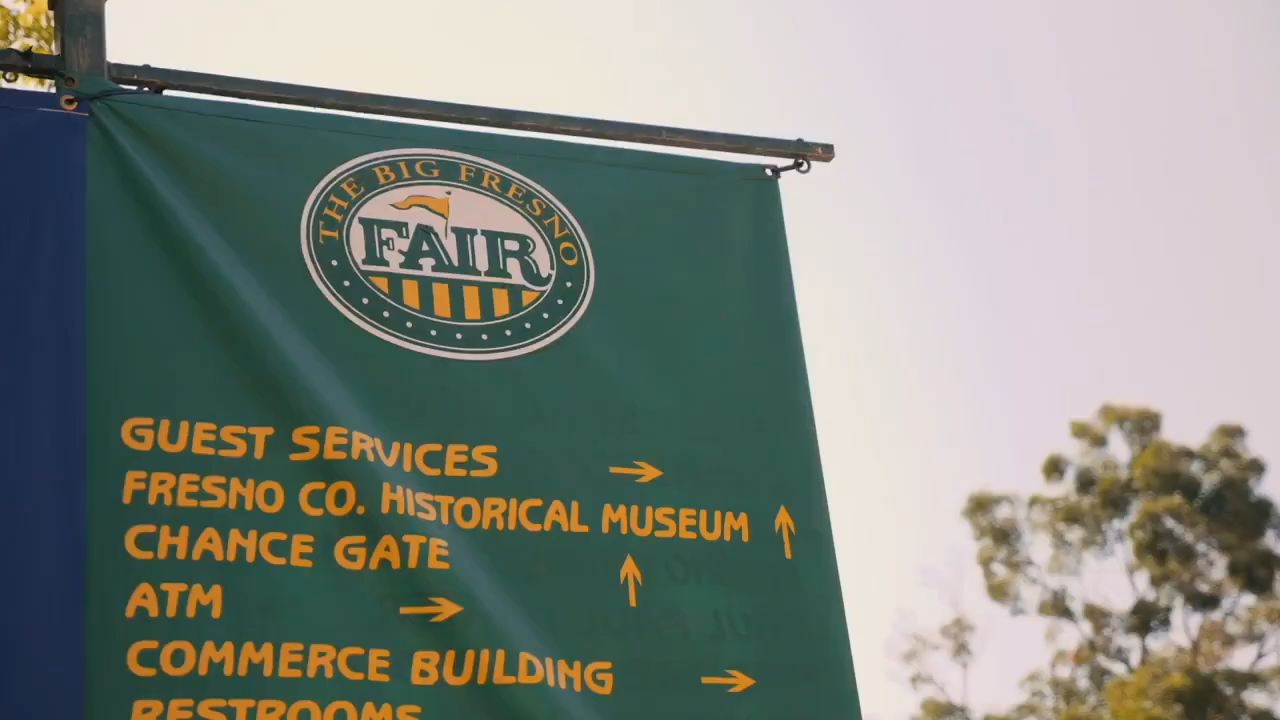 THE BIG FRESNO
FAIR
GUEST SERVICES →
FRESNO CO. HISTORICAL MUSEUM ↑
CHANCE GATE ↑
ATM →
COMMERCE BUILDING →
RESTROOMS